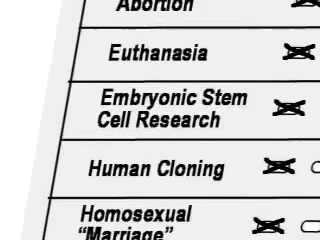 Abortion
Euthanasia
Embryonic Stem
Cell Research
Human Cloning
Homosexual
"Marriage"